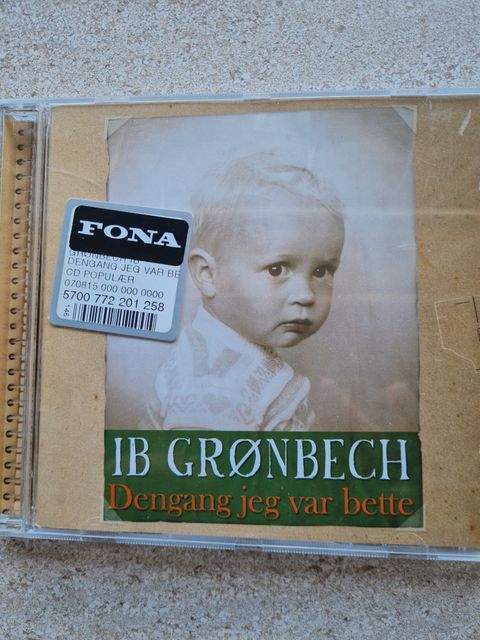 FONA
GRØNBECH IB
DENGANG JEG VAR BE
CD POPULÆR
070815 000 000 0000
5700 772 201 258
146
IB GRØNBECH
Dengang jeg var bette